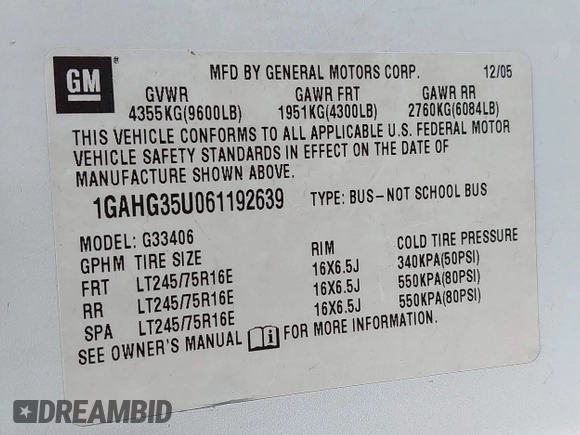 GM
MFD BY GENERAL MOTORS CORP. 12/05
GVWR GAWR FRT GAWR RR
4355KG(9600LB) 1951KG(4300LB) 2760KG(6084LB)
THIS VEHICLE CONFORMS TO ALL APPLICABLE U.S. FEDERAL MOTOR
VEHICLE SAFETY STANDARDS IN EFFECT ON THE DATE OF
MANUFACTURE SHOWN ABOVE.
1GAHG35U061192639 TYPE: BUS–NOT SCHOOL BUS
MODEL: G33406
GPHM TIRE SIZE RIM COLD TIRE PRESSURE
FRT LT245/75R16E 16X6.5J 340KPA(50PSI)
RR LT245/75R16E 16X6.5J 550KPA(80PSI)
SPA LT245/75R16E 16X6.5J 550KPA(80PSI)
SEE OWNER'S MANUAL i FOR MORE INFORMATION.
DREAMBID